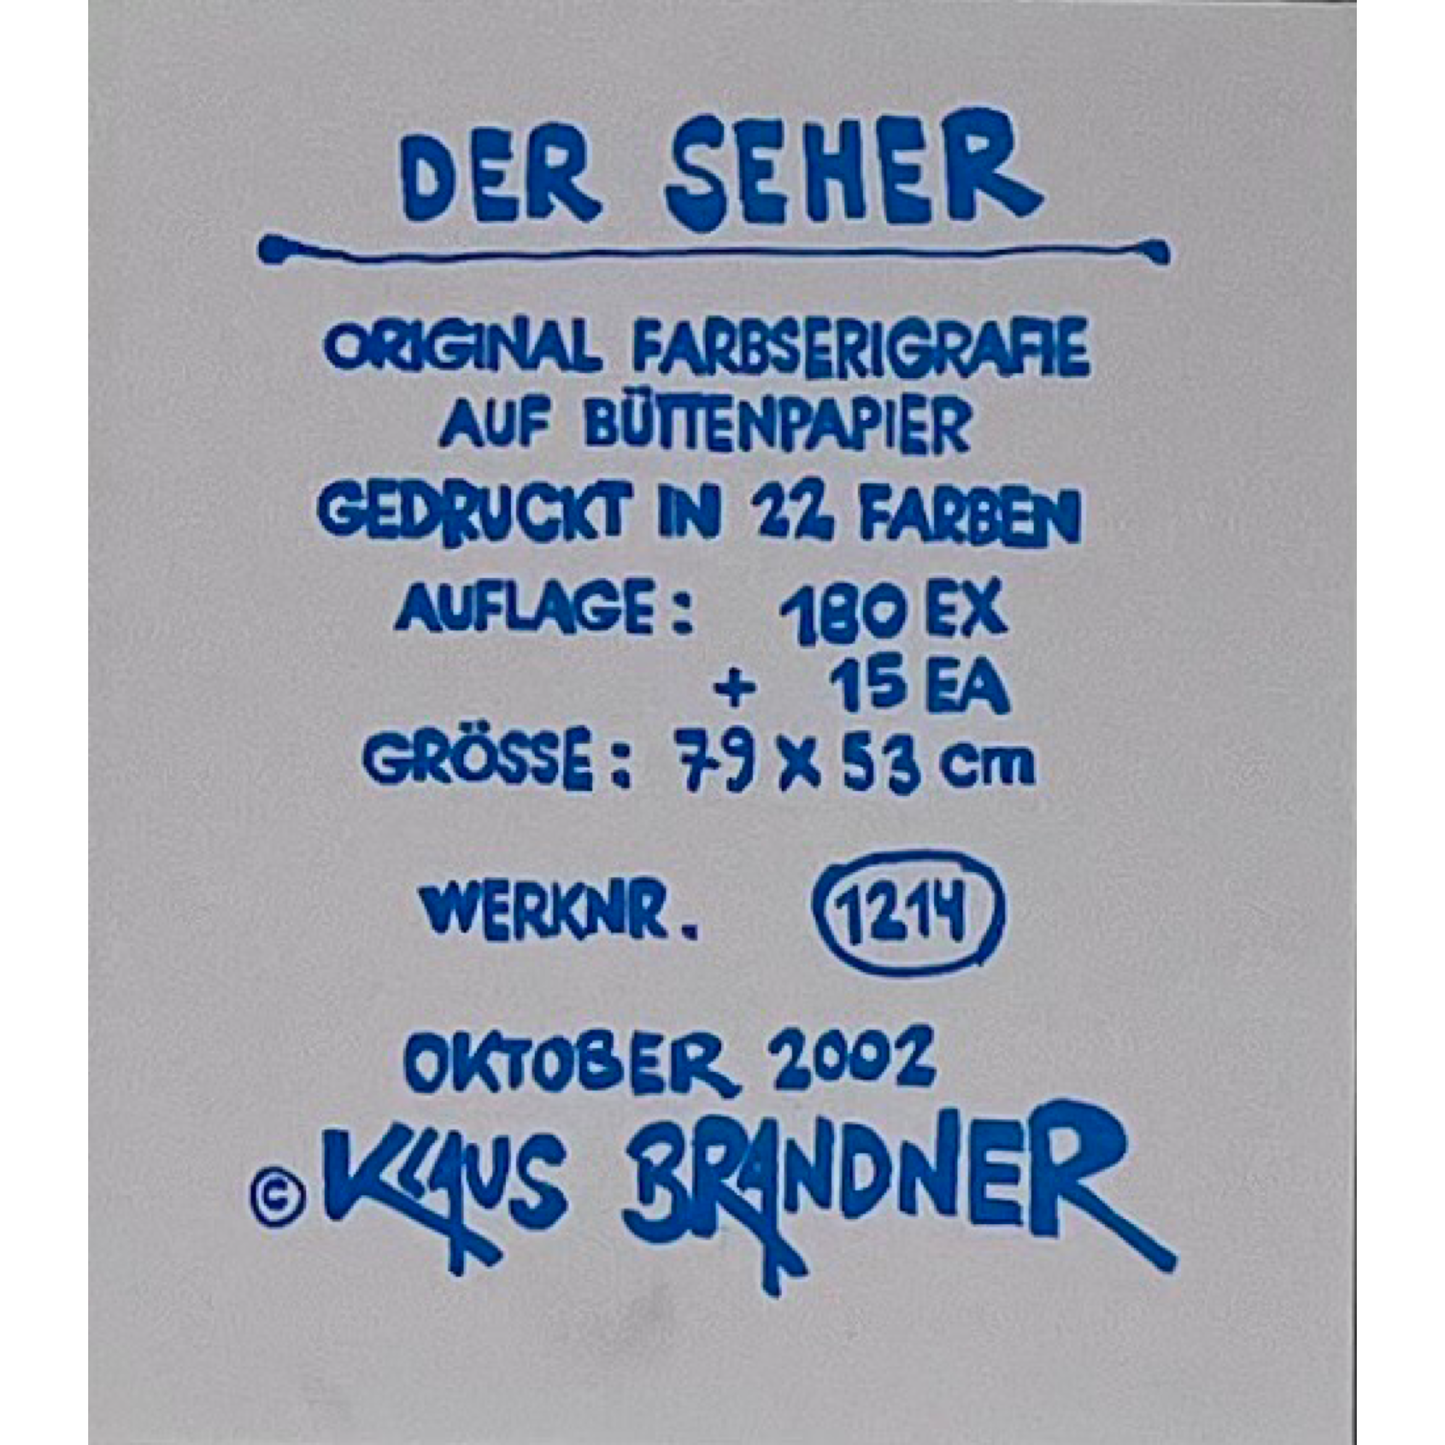 DER SEHER
ORIGINAL FARBSERIGRAFIE
AUF BÜTTENPAPIER
GEDRUCKT IN 22 FARBEN
AUFLAGE: 180 EX
+ 15 EA
GRÖSSE: 79 X 53 cm
WERKNR. 1214
OKTOBER 2002
© KLAUS BRANDNER